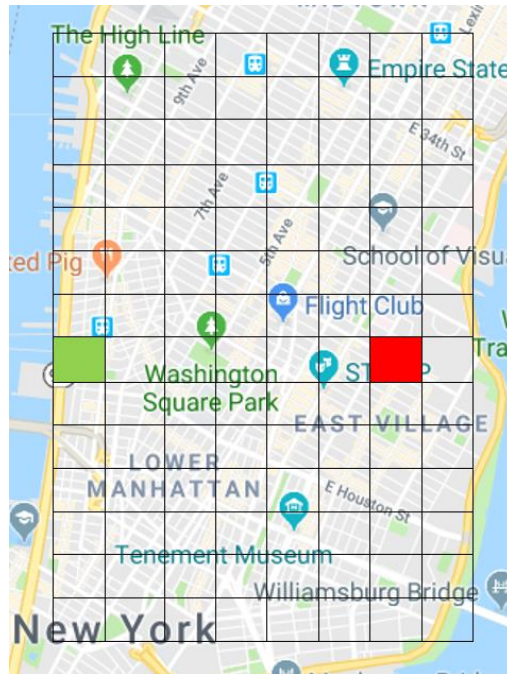 The High Line
Empire State
9th Ave
E 34th St
7th Ave
5th Ave
School of Visua
ted Pig
Flight Club
Tra
Washington
Square Park
ST P
EAST VILLAGE
LOWER
MANHATTAN
E Houston St
Tenement Museum
Williamsburg Bridge
New York